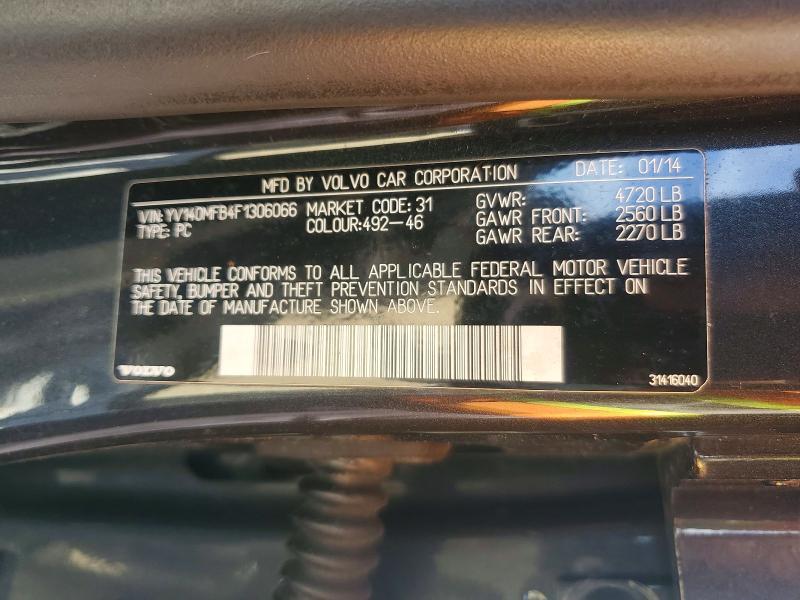 MFD BY VOLVO CAR CORPORATION DATE: 01/14
VIN: YV140MFB4F1306066 MARKET CODE: 31 GVWR: 4720 LB
TYPE: PC COLOUR:492-46 GAWR FRONT: 2560 LB
GAWR REAR: 2270 LB
THIS VEHICLE CONFORMS TO ALL APPLICABLE FEDERAL MOTOR VEHICLE
SAFETY, BUMPER AND THEFT PREVENTION STANDARDS IN EFFECT ON
THE DATE OF MANUFACTURE SHOWN ABOVE.
VOLVO 31416040